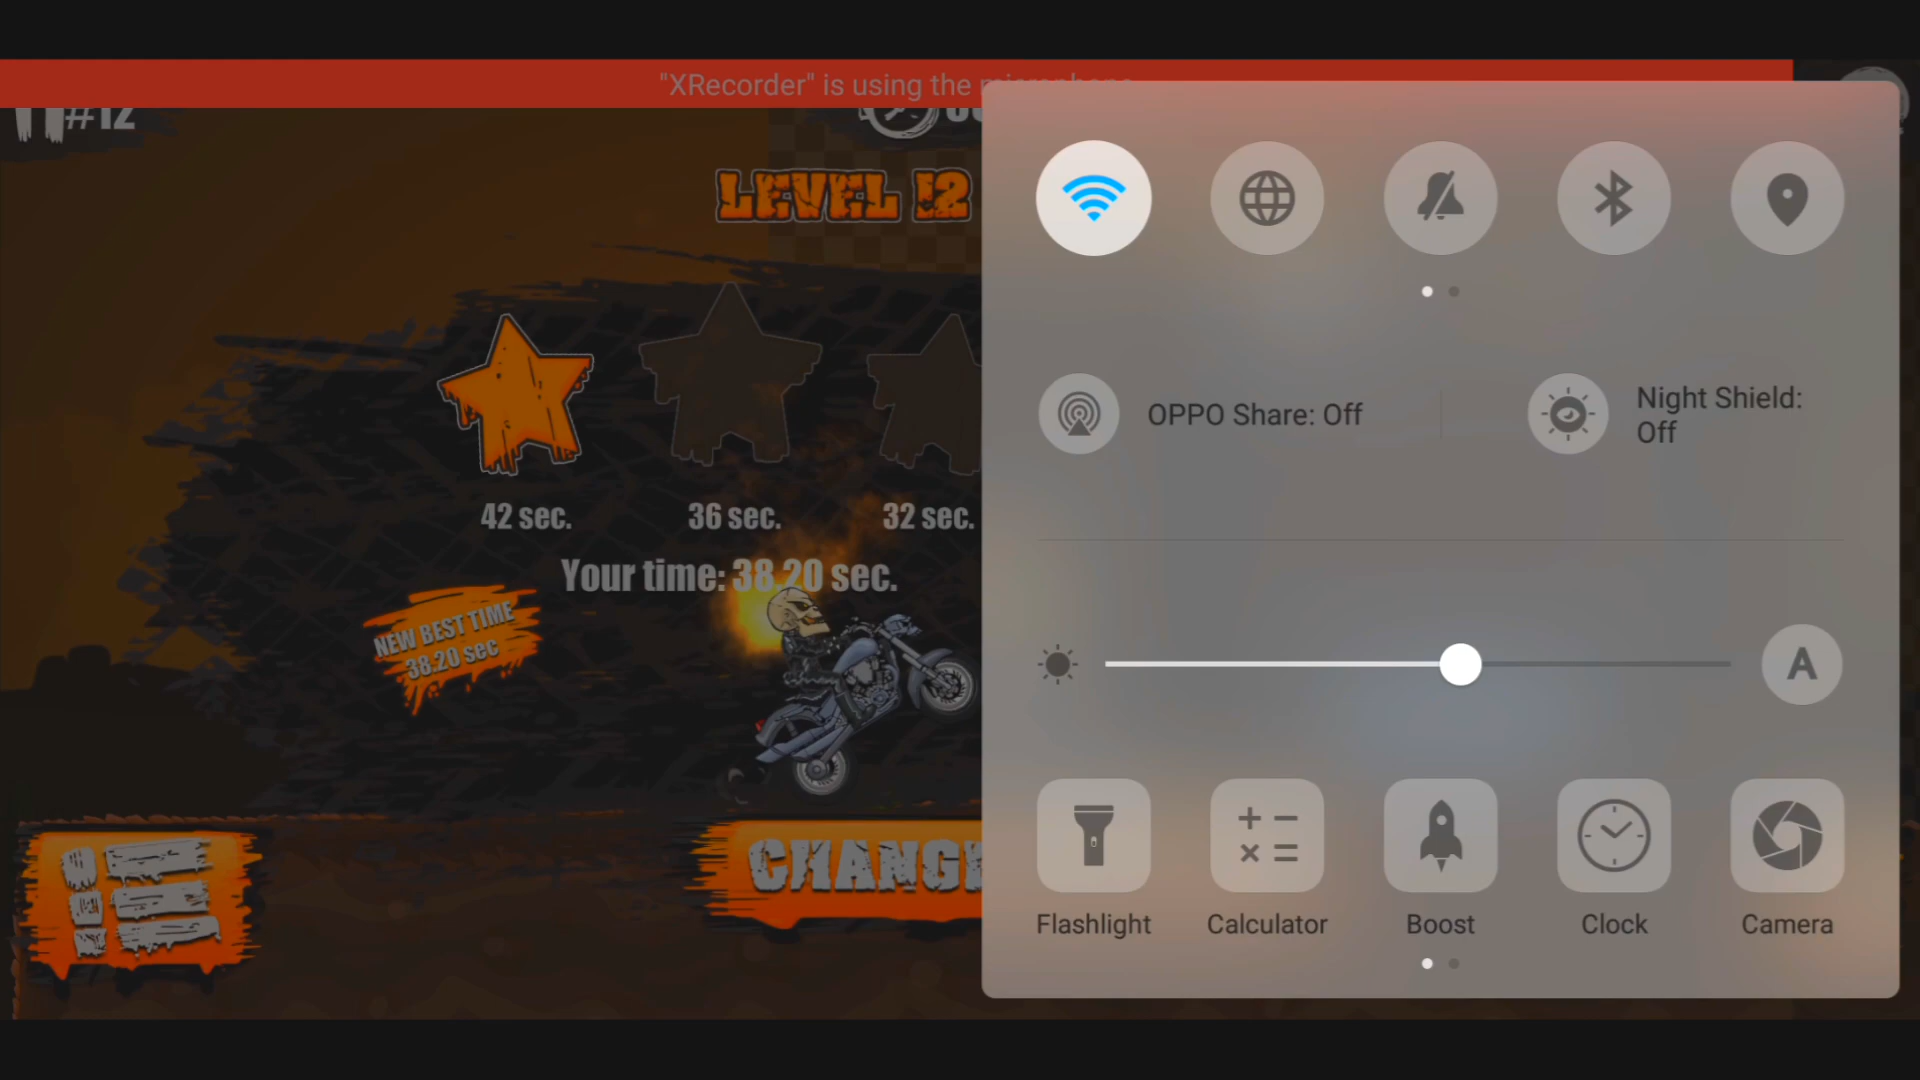 "XRecorder" is using the
#12
LEVEL 12
42 sec.
36 sec.
32 sec.
Your time: 38.20 sec.
NEW BEST TIME
38.20 sec
OPPO Share: Off
Night Shield:
Off
A
Flashlight
Calculator
Boost
Clock
Camera